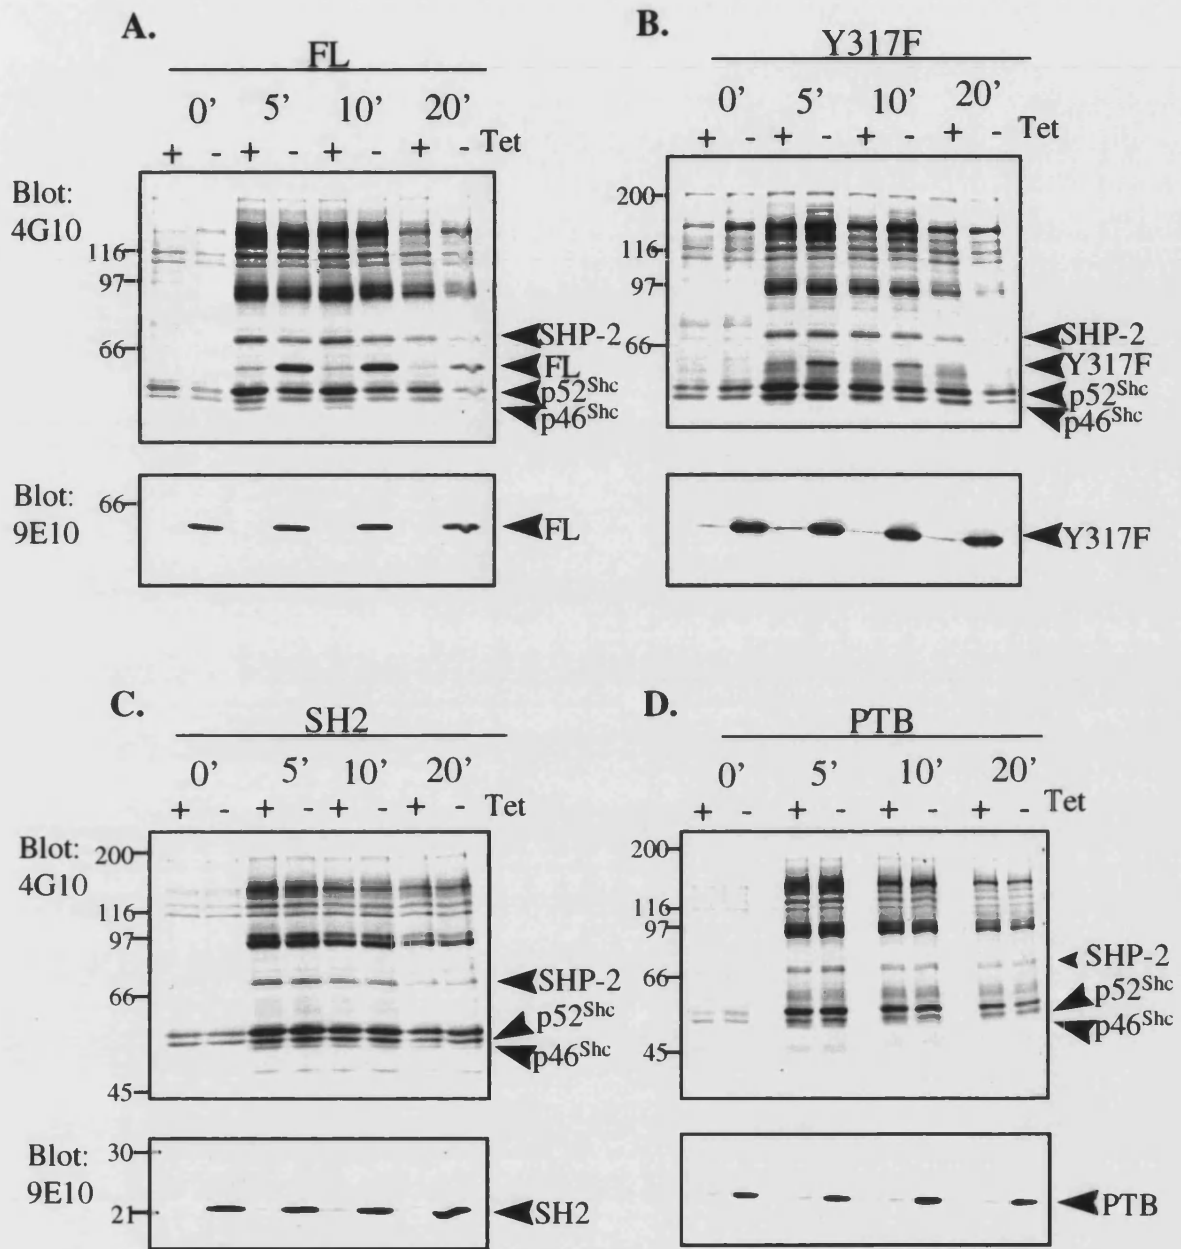 A.
FL
0' 5' 10' 20'
+ - + - + - + - Tet
Blot:
4G10
116
97
66
SHP-2
FL
p52Shc
p46Shc
Blot:
9E10
66
FL
B.
Y317F
0' 5' 10' 20'
+ - + - + - + - Tet
200
116
97
66
SHP-2
Y317F
p52Shc
p46Shc
Y317F
C.
SH2
0' 5' 10' 20'
+ - + - + - + - Tet
Blot:
4G10
200
116
97
66
45
SHP-2
p52Shc
p46Shc
Blot:
9E10
30
21
SH2
D.
PTB
0' 5' 10' 20'
+ - + - + - + - Tet
200
116
97
66
45
SHP-2
p52Shc
p46Shc
PTB